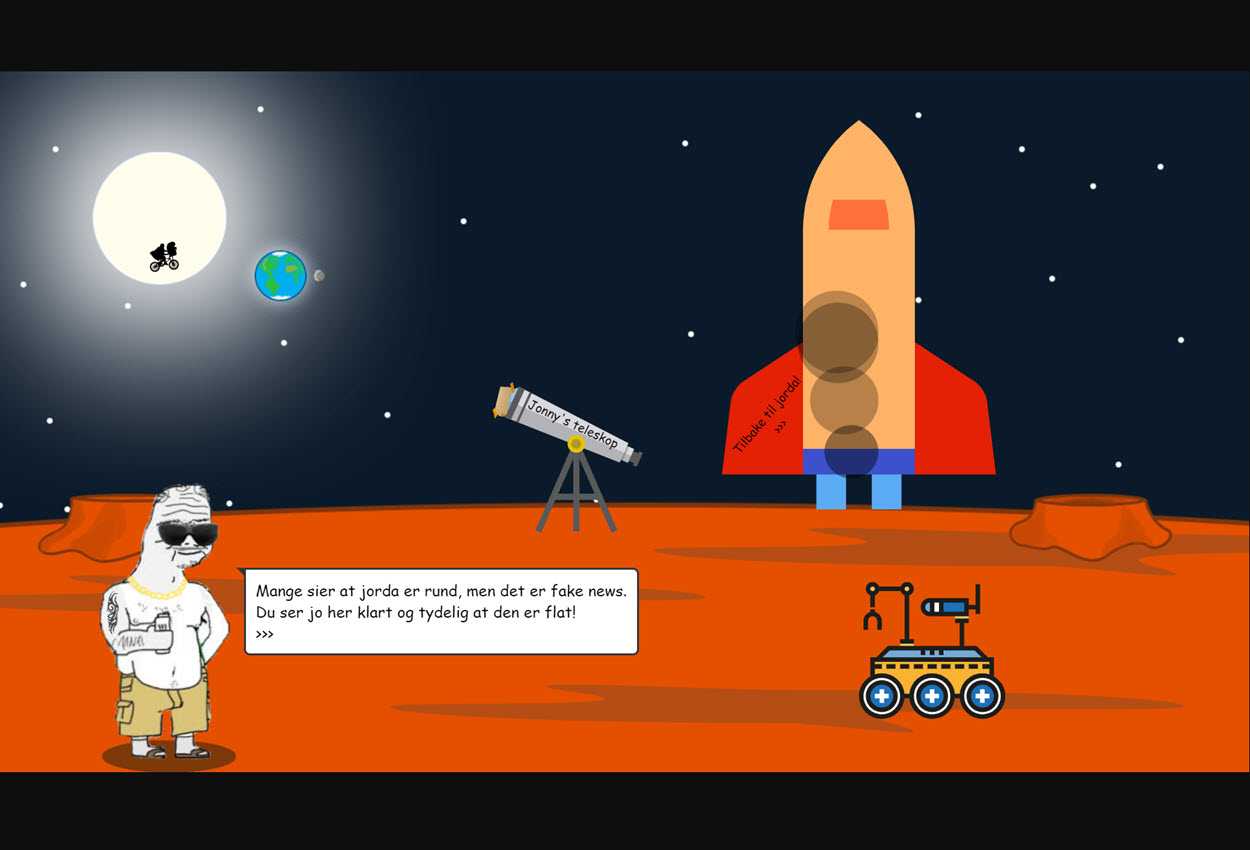 Jonny's teleskop
Tilbake til jorda!
>>>
Mange sier at jorda er rund, men det er fake news.
Du ser jo her klart og tydelig at den er flat!
>>>